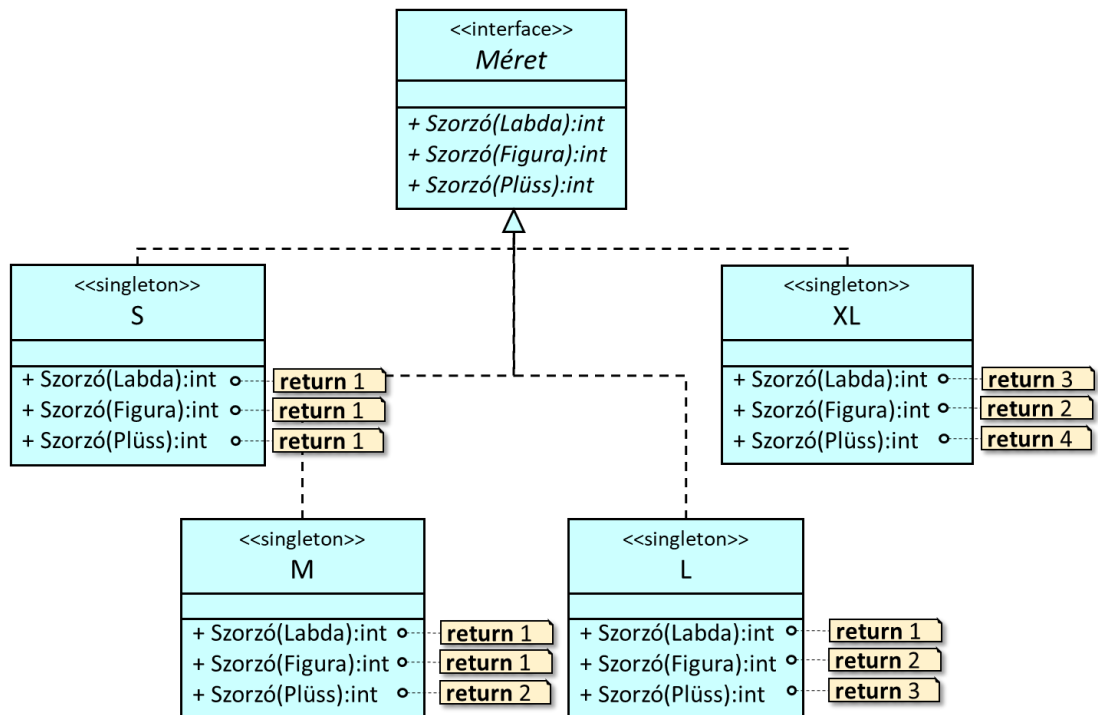 <<interface>>
Méret
+ Szorzó(Labda):int
+ Szorzó(Figura):int
+ Szorzó(Plüss):int
<<singleton>>
S
+ Szorzó(Labda):int return 1
+ Szorzó(Figura):int return 1
+ Szorzó(Plüss):int return 1
<<singleton>>
XL
+ Szorzó(Labda):int return 3
+ Szorzó(Figura):int return 2
+ Szorzó(Plüss):int return 4
<<singleton>>
M
+ Szorzó(Labda):int return 1
+ Szorzó(Figura):int return 1
+ Szorzó(Plüss):int return 2
<<singleton>>
L
+ Szorzó(Labda):int return 1
+ Szorzó(Figura):int return 2
+ Szorzó(Plüss):int return 3